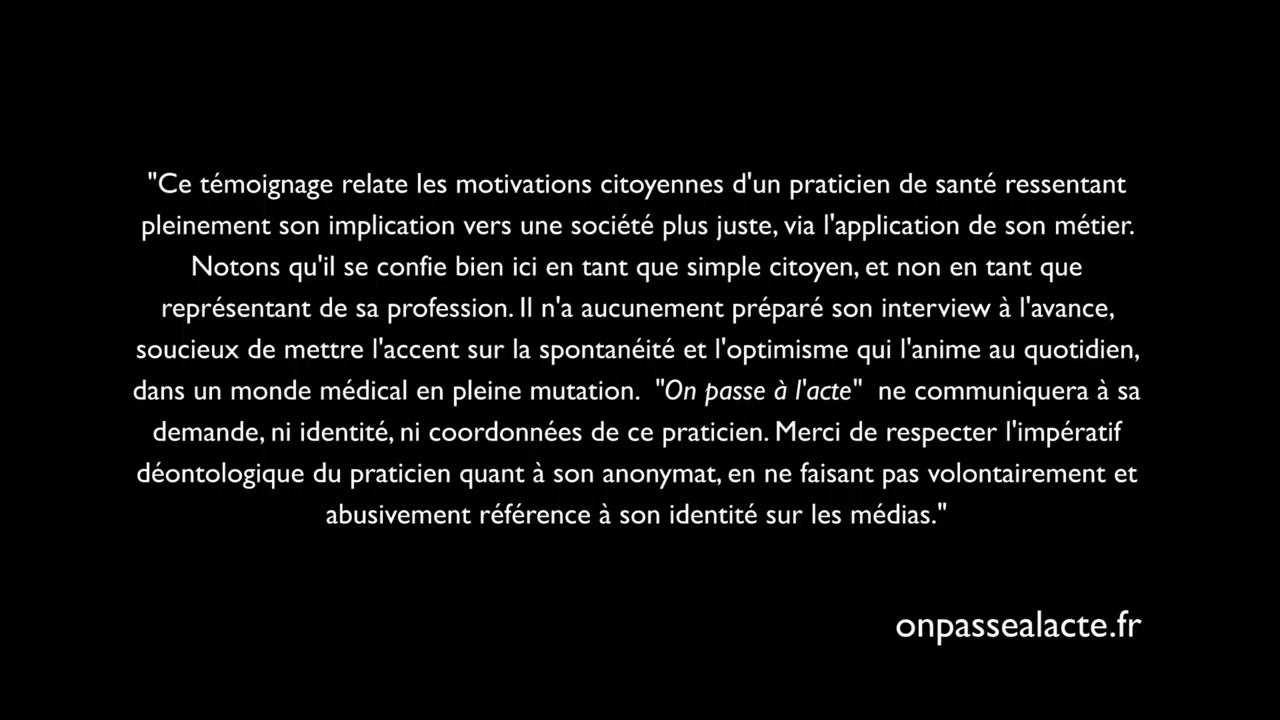 "Ce témoignage relate les motivations citoyennes d'un praticien de santé ressentant
pleinement son implication vers une société plus juste, via l'application de son métier.
Notons qu'il se confie bien ici en tant que simple citoyen, et non en tant que
représentant de sa profession. Il n'a aucunement préparé son interview à l'avance,
soucieux de mettre l'accent sur la spontanéité et l'optimisme qui l'anime au quotidien,
dans un monde médical en pleine mutation. "On passe à l'acte" ne communiquera à sa
demande, ni identité, ni coordonnées de ce praticien. Merci de respecter l'impératif
déontologique du praticien quant à son anonymat, en ne faisant pas volontairement et
abusivement référence à son identité sur les médias."
onpassealacte.fr